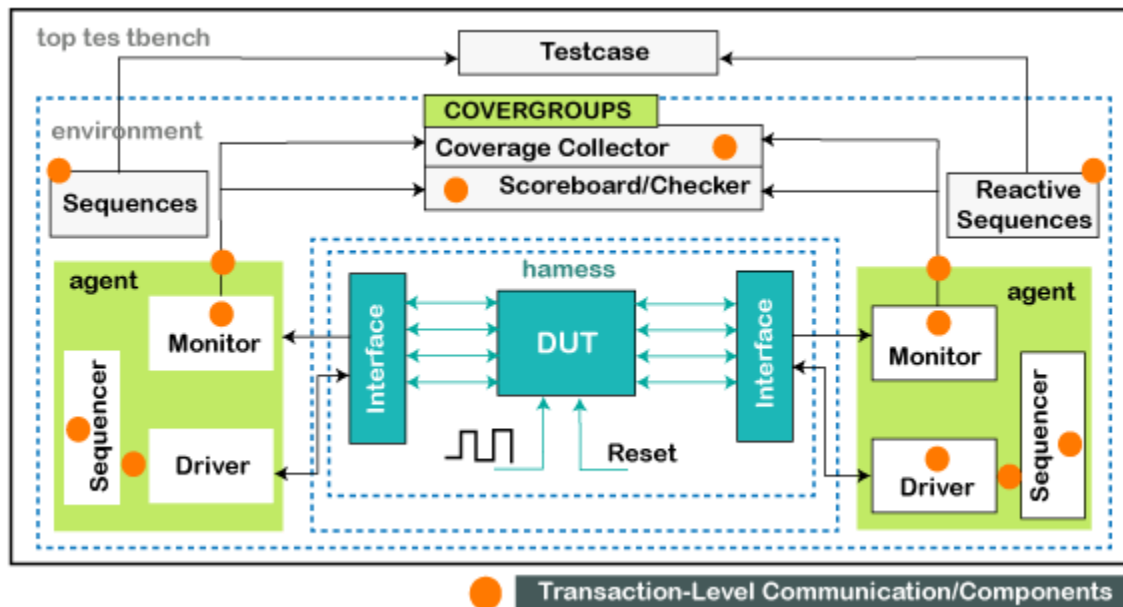 top tes tbench
Testcase
COVERGROUPS
environment
Coverage Collector
Scoreboard/Checker
Sequences
Reactive
Sequences
agent
hamess
agent
Monitor
Interface
DUT
Interface
Monitor
Sequencer
Driver
Reset
Driver
Sequencer
Transaction-Level Communication/Components